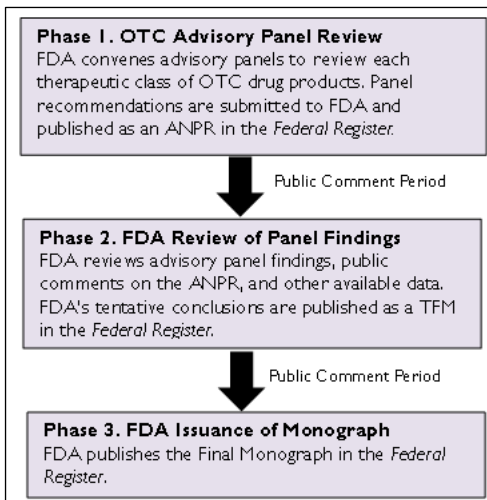 Phase 1. OTC Advisory Panel Review
FDA convenes advisory panels to review each
therapeutic class of OTC drug products. Panel
recommendations are submitted to FDA and
published as an ANPR in the Federal Register.
Public Comment Period
Phase 2. FDA Review of Panel Findings
FDA reviews advisory panel findings, public
comments on the ANPR, and other available data.
FDA's tentative conclusions are published as a TFM
in the Federal Register.
Public Comment Period
Phase 3. FDA Issuance of Monograph
FDA publishes the Final Monograph in the Federal
Register.